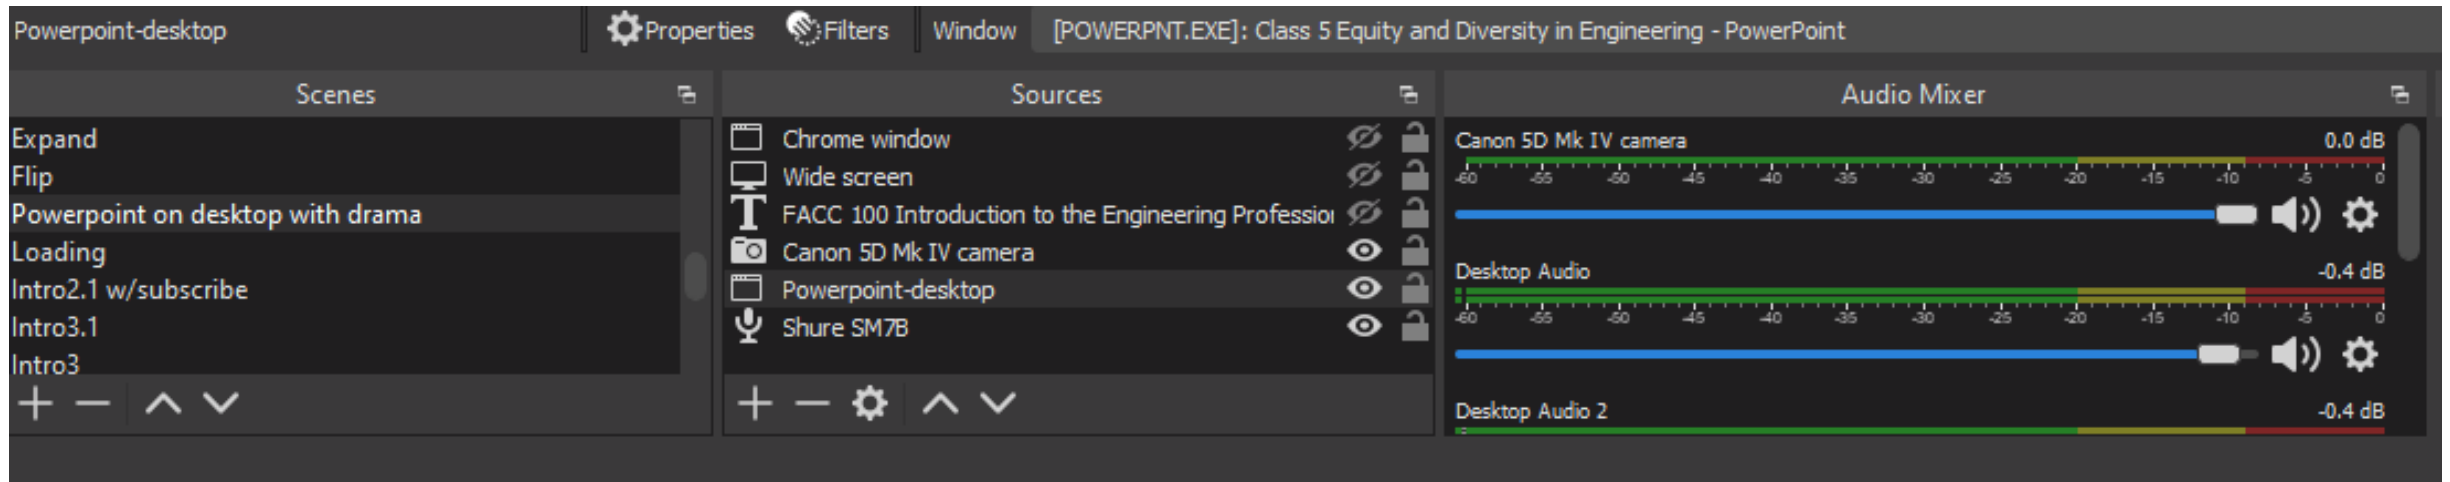 Powerpoint-desktop Properties Filters Window [POWERPNT.EXE]: Class 5 Equity and Diversity in Engineering - PowerPoint
Scenes
Expand
Flip
Powerpoint on desktop with drama
Loading
Intro2.1 w/subscribe
Intro3.1
Intro3
Sources
Chrome window
Wide screen
FACC 100 Introduction to the Engineering Profession
Canon 5D Mk IV camera
Powerpoint-desktop
Shure SM7B
Audio Mixer
Canon 5D Mk IV camera 0.0 dB
-60 -55 -50 -45 -40 -35 -30 -25 -20 -15 -10 -5 0
Desktop Audio -0.4 dB
-60 -55 -50 -45 -40 -35 -30 -25 -20 -15 -10 -5 0
Desktop Audio 2 -0.4 dB